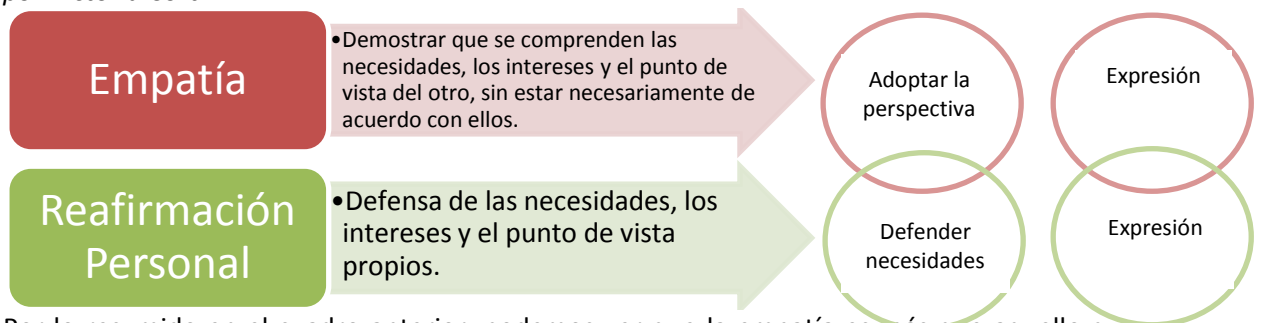 Empatía
•Demostrar que se comprenden las
necesidades, los intereses y el punto de
vista del otro, sin estar necesariamente de
acuerdo con ellos.
Adoptar la
perspectiva
Expresión
Reafirmación
Personal
•Defensa de las necesidades, los
intereses y el punto de vista
propios.
Defender
necesidades
Expresión